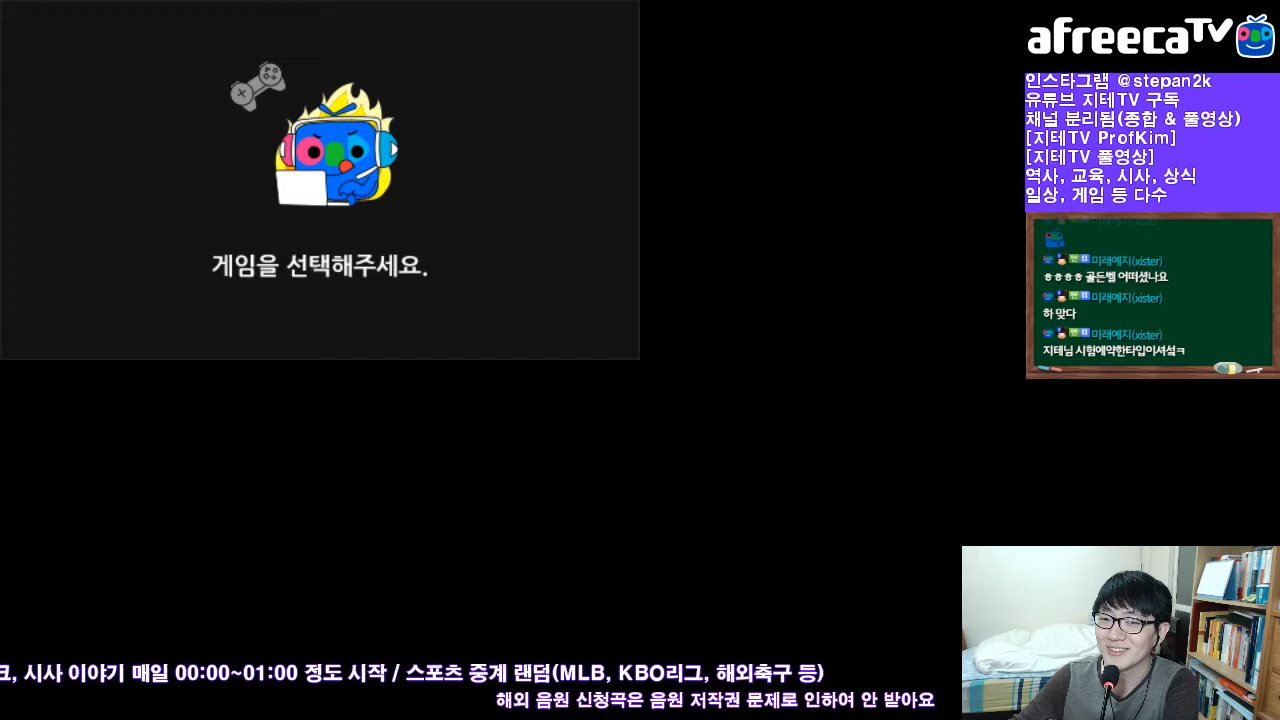 게임을 선택해주세요.
afreecaTV
인스타그램 @stepan2k
유튜브 지테TV 구독
채널 분리됨(종합 & 풀영상)
[지테TV ProfKim]
[지테TV 풀영상]
역사, 교육, 시사, 상식
일상, 게임 등 다수
미래예지(xister)
ㅎㅎㅎㅎ 골든벨 어떠셨나요
미래예지(xister)
하 맞다
미래예지(xister)
지테님 시험에약한타입이셔섴ㅋ
크, 시사 이야기 매일 00:00~01:00 정도 시작 / 스포츠 중계 랜덤(MLB, KBO리그, 해외축구 등)
해외 음원 신청곡은 음원 저작권 문제로 인하여 안 받아요